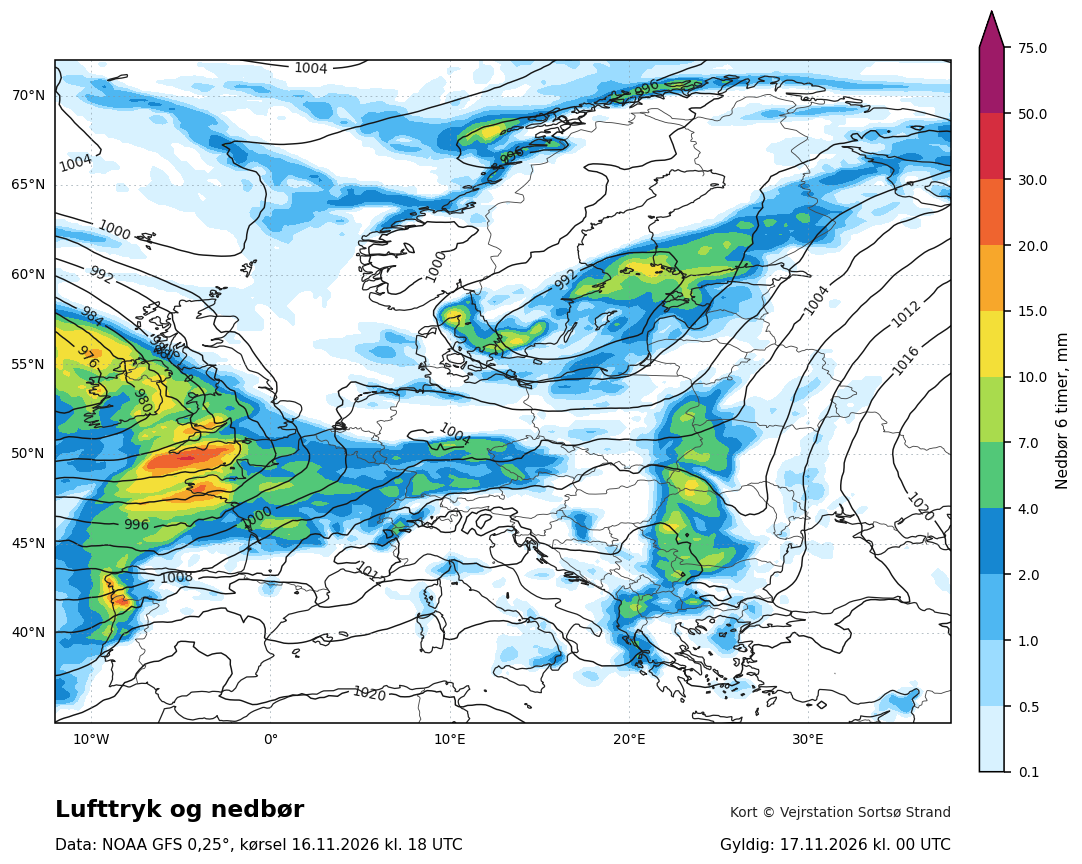 75.0
50.0
30.0
20.0
15.0
10.0
7.0
4.0
2.0
1.0
0.5
0.1
Nedbør 6 timer, mm
70°N
65°N
60°N
55°N
50°N
45°N
40°N
10°W
0°
10°E
20°E
30°E
1004
996
1004
996
1000
1000
992
992
984
1004
1012
976
1016
980
1004
1020
996
1000
1008
1012
1020
Lufttryk og nedbør
Kort © Vejrstation Sortsø Strand
Data: NOAA GFS 0,25°, kørsel 16.11.2026 kl. 18 UTC
Gyldig: 17.11.2026 kl. 00 UTC